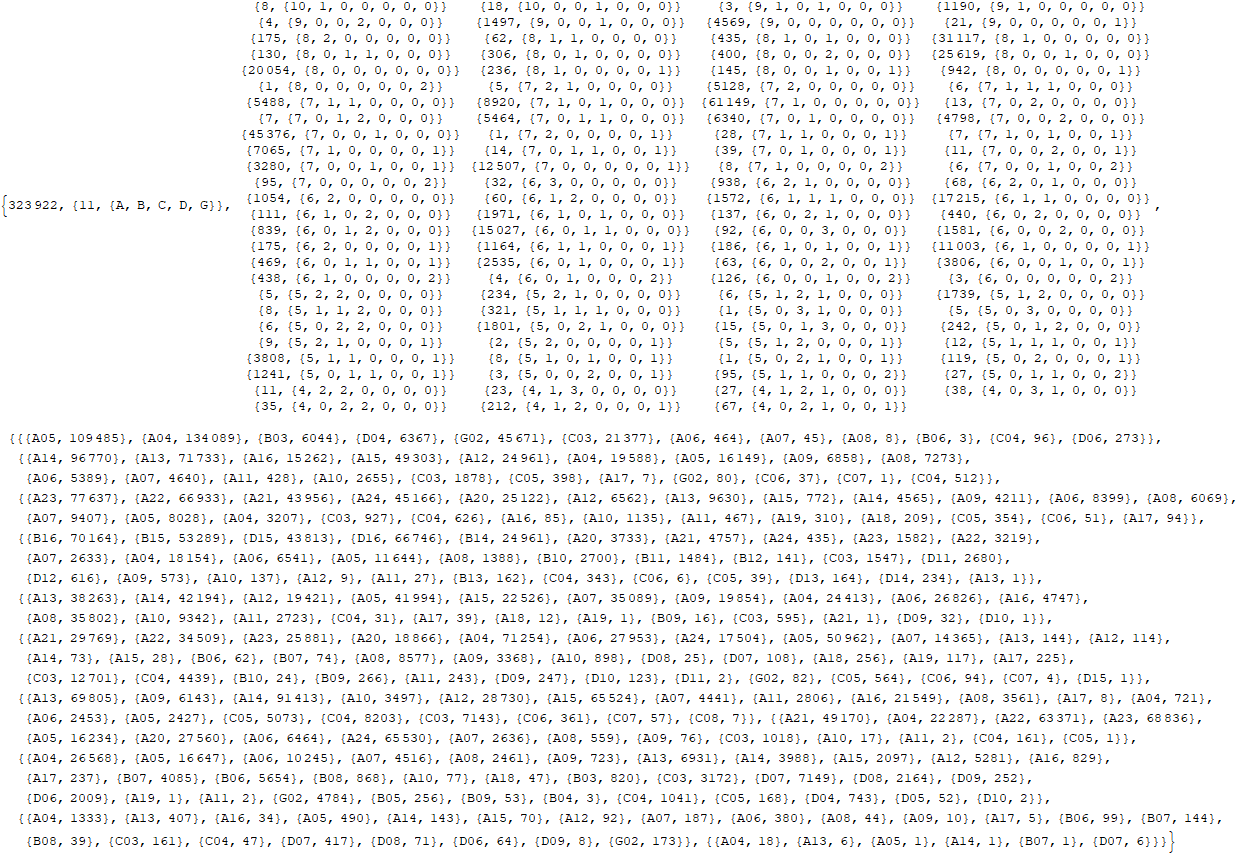 {8, {10, 1, 0, 0, 0, 0, 0, 0}} {18, {10, 0, 0, 1, 0, 0, 0}} {3, {9, 1, 0, 1, 0, 0, 0}} {1190, {9, 1, 0, 0, 0, 0, 0}}
{4, {9, 0, 0, 2, 0, 0, 0}} {1497, {9, 0, 0, 1, 0, 0, 0}} {4569, {9, 0, 0, 0, 0, 0, 0}} {21, {9, 0, 0, 0, 0, 0, 1}}
{175, {8, 2, 0, 0, 0, 0, 0}} {62, {8, 1, 1, 0, 0, 0, 0}} {435, {8, 1, 0, 1, 0, 0, 0}} {31117, {8, 1, 0, 0, 0, 0, 0}}
{130, {8, 0, 1, 1, 0, 0, 0}} {306, {8, 0, 1, 0, 0, 0, 0}} {400, {8, 0, 0, 2, 0, 0, 0}} {25619, {8, 0, 0, 1, 0, 0, 0}}
{20054, {8, 0, 0, 0, 0, 0, 0}} {236, {8, 1, 0, 0, 0, 0, 1}} {145, {8, 0, 0, 1, 0, 0, 1}} {942, {8, 0, 0, 0, 0, 0, 1}}
{1, {8, 0, 0, 0, 0, 0, 2}} {5, {7, 2, 1, 0, 0, 0, 0}} {5128, {7, 2, 0, 0, 0, 0, 0}} {6, {7, 1, 1, 1, 0, 0, 0}}
{5488, {7, 1, 1, 0, 0, 0, 0}} {8920, {7, 1, 0, 1, 0, 0, 0}} {61149, {7, 1, 0, 0, 0, 0, 0}} {13, {7, 0, 2, 0, 0, 0, 0}}
{7, {7, 0, 1, 2, 0, 0, 0}} {5464, {7, 0, 1, 1, 0, 0, 0}} {6340, {7, 0, 1, 0, 0, 0, 0}} {4798, {7, 0, 0, 2, 0, 0, 0}}
{45376, {7, 0, 0, 1, 0, 0, 0}} {1, {7, 2, 0, 0, 0, 0, 1}} {28, {7, 1, 1, 0, 0, 0, 1}} {7, {7, 1, 0, 1, 0, 0, 1}}
{7065, {7, 1, 0, 0, 0, 0, 1}} {14, {7, 0, 1, 1, 0, 0, 1}} {39, {7, 0, 1, 0, 0, 0, 1}} {11, {7, 0, 0, 2, 0, 0, 1}}
{3280, {7, 0, 0, 1, 0, 0, 1}} {12507, {7, 0, 0, 0, 0, 0, 1}} {8, {7, 1, 0, 0, 0, 0, 2}} {6, {7, 0, 0, 1, 0, 0, 2}}
{95, {7, 0, 0, 0, 0, 0, 2}} {32, {6, 3, 0, 0, 0, 0, 0}} {938, {6, 2, 1, 0, 0, 0, 0}} {68, {6, 2, 0, 1, 0, 0, 0}}
{323922, {11, {A, B, C, D, G}}, {1054, {6, 2, 0, 0, 0, 0, 0}} {60, {6, 1, 2, 0, 0, 0, 0}} {1572, {6, 1, 1, 1, 0, 0, 0}} {17215, {6, 1, 1, 0, 0, 0, 0}} ,
{111, {6, 1, 0, 2, 0, 0, 0}} {1971, {6, 1, 0, 1, 0, 0, 0}} {137, {6, 0, 2, 1, 0, 0, 0}} {440, {6, 0, 2, 0, 0, 0, 0}}
{839, {6, 0, 1, 2, 0, 0, 0}} {15027, {6, 0, 1, 1, 0, 0, 0}} {92, {6, 0, 0, 3, 0, 0, 0}} {1581, {6, 0, 0, 2, 0, 0, 0}}
{175, {6, 2, 0, 0, 0, 0, 1}} {1164, {6, 1, 1, 0, 0, 0, 1}} {186, {6, 1, 0, 1, 0, 0, 1}} {11003, {6, 1, 0, 0, 0, 0, 1}}
{469, {6, 0, 1, 1, 0, 0, 1}} {2535, {6, 0, 1, 0, 0, 0, 1}} {63, {6, 0, 0, 2, 0, 0, 1}} {3806, {6, 0, 0, 1, 0, 0, 1}}
{438, {6, 1, 0, 0, 0, 0, 2}} {4, {6, 0, 1, 0, 0, 0, 2}} {126, {6, 0, 0, 1, 0, 0, 2}} {3, {6, 0, 0, 0, 0, 0, 2}}
{5, {5, 2, 2, 0, 0, 0, 0}} {234, {5, 2, 1, 0, 0, 0, 0}} {6, {5, 1, 2, 1, 0, 0, 0}} {1739, {5, 1, 2, 0, 0, 0, 0}}
{8, {5, 1, 1, 2, 0, 0, 0}} {321, {5, 1, 1, 1, 0, 0, 0}} {1, {5, 0, 3, 1, 0, 0, 0}} {5, {5, 0, 3, 0, 0, 0, 0}}
{6, {5, 0, 2, 2, 0, 0, 0}} {1801, {5, 0, 2, 1, 0, 0, 0}} {15, {5, 0, 1, 3, 0, 0, 0}} {242, {5, 0, 1, 2, 0, 0, 0}}
{9, {5, 2, 1, 0, 0, 0, 1}} {2, {5, 2, 0, 0, 0, 0, 1}} {5, {5, 1, 2, 0, 0, 0, 1}} {12, {5, 1, 1, 1, 0, 0, 1}}
{3808, {5, 1, 1, 0, 0, 0, 1}} {8, {5, 1, 0, 1, 0, 0, 1}} {1, {5, 0, 2, 1, 0, 0, 1}} {119, {5, 0, 2, 0, 0, 0, 1}}
{1241, {5, 0, 1, 1, 0, 0, 1}} {3, {5, 0, 0, 2, 0, 0, 1}} {95, {5, 1, 1, 0, 0, 0, 2}} {27, {5, 0, 1, 1, 0, 0, 2}}
{11, {4, 2, 2, 0, 0, 0, 0}} {23, {4, 1, 3, 0, 0, 0, 0}} {27, {4, 1, 2, 1, 0, 0, 0}} {38, {4, 0, 3, 1, 0, 0, 0}}
{35, {4, 0, 2, 2, 0, 0, 0}} {212, {4, 1, 2, 0, 0, 0, 1}} {67, {4, 0, 2, 1, 0, 0, 1}}
{{{A05, 109485}, {A04, 134089}, {B03, 6044}, {D04, 6367}, {G02, 45671}, {C03, 21377}, {A06, 464}, {A07, 45}, {A08, 8}, {B06, 3}, {C04, 96}, {D06, 273}},
{{A14, 96770}, {A13, 71733}, {A16, 15262}, {A15, 49303}, {A12, 24961}, {A04, 19588}, {A05, 16149}, {A09, 6858}, {A08, 7273},
{A06, 5389}, {A07, 4640}, {A11, 428}, {A10, 2655}, {C03, 1878}, {C05, 398}, {A17, 7}, {G02, 80}, {C06, 37}, {C07, 1}, {C04, 512}},
{{A23, 77637}, {A22, 66933}, {A21, 43956}, {A24, 45166}, {A20, 25122}, {A12, 6562}, {A13, 9630}, {A15, 772}, {A14, 4565}, {A09, 4211}, {A06, 8399}, {A08, 6069},
{A07, 9407}, {A05, 8028}, {A04, 3207}, {C03, 927}, {C04, 626}, {A16, 85}, {A10, 1135}, {A11, 467}, {A19, 310}, {A18, 209}, {C05, 354}, {C06, 51}, {A17, 94}},
{{B16, 70164}, {B15, 53289}, {D15, 43813}, {D16, 66746}, {B14, 24961}, {A20, 3733}, {A21, 4757}, {A24, 435}, {A23, 1582}, {A22, 3219},
{A07, 2633}, {A04, 18154}, {A06, 6541}, {A05, 11644}, {A08, 1388}, {B10, 2700}, {B11, 1484}, {B12, 141}, {C03, 1547}, {D11, 2680},
{D12, 616}, {A09, 573}, {A10, 137}, {A12, 9}, {A11, 27}, {B13, 162}, {C04, 343}, {C06, 6}, {C05, 39}, {D13, 164}, {D14, 234}, {A13, 1}},
{{A13, 38263}, {A14, 42194}, {A12, 19421}, {A05, 41994}, {A15, 22526}, {A07, 35089}, {A09, 19854}, {A04, 24413}, {A06, 26826}, {A16, 4747},
{A08, 35802}, {A10, 9342}, {A11, 2723}, {C04, 31}, {A17, 39}, {A18, 12}, {A19, 1}, {B09, 16}, {C03, 595}, {A21, 1}, {D09, 32}, {D10, 1}},
{{A21, 29769}, {A22, 34509}, {A23, 25881}, {A20, 18866}, {A04, 71254}, {A06, 27953}, {A24, 17504}, {A05, 50962}, {A07, 14365}, {A13, 144}, {A12, 114},
{A14, 73}, {A15, 28}, {B06, 62}, {B07, 74}, {A08, 8577}, {A09, 3368}, {A10, 898}, {D08, 25}, {D07, 108}, {A18, 256}, {A19, 117}, {A17, 225},
{C03, 12701}, {C04, 4439}, {B10, 24}, {B09, 266}, {A11, 243}, {D09, 247}, {D10, 123}, {D11, 2}, {G02, 82}, {C05, 564}, {C06, 94}, {C07, 4}, {D15, 1}},
{{A13, 69805}, {A09, 6143}, {A14, 91413}, {A10, 3497}, {A12, 28730}, {A15, 65524}, {A07, 4441}, {A11, 2806}, {A16, 21549}, {A08, 3561}, {A17, 8}, {A04, 721},
{A06, 2453}, {A05, 2427}, {C05, 5073}, {C04, 8203}, {C03, 7143}, {C06, 361}, {C07, 57}, {C08, 7}}, {{A21, 49170}, {A04, 22287}, {A22, 63371}, {A23, 68836},
{A05, 16234}, {A20, 27560}, {A06, 6464}, {A24, 65530}, {A07, 2636}, {A08, 559}, {A09, 76}, {C03, 1018}, {A10, 17}, {A11, 2}, {C04, 161}, {C05, 1}},
{{A04, 26568}, {A05, 16647}, {A06, 10245}, {A07, 4516}, {A08, 2461}, {A09, 723}, {A13, 6931}, {A14, 3988}, {A15, 2097}, {A12, 5281}, {A16, 829},
{A17, 237}, {B07, 4085}, {B06, 5654}, {B08, 868}, {A10, 77}, {A18, 47}, {B03, 820}, {C03, 3172}, {D07, 7149}, {D08, 2164}, {D09, 252},
{D06, 2009}, {A19, 1}, {A11, 2}, {G02, 4784}, {B05, 256}, {B09, 53}, {B04, 3}, {C04, 1041}, {C05, 168}, {D04, 743}, {D05, 52}, {D10, 2}},
{{A04, 1333}, {A13, 407}, {A16, 34}, {A05, 490}, {A14, 143}, {A15, 70}, {A12, 92}, {A07, 187}, {A06, 380}, {A08, 44}, {A09, 10}, {A17, 5}, {B06, 99}, {B07, 144},
{B08, 39}, {C03, 161}, {C04, 47}, {D07, 417}, {D08, 71}, {D06, 64}, {D09, 8}, {G02, 173}}, {{A04, 18}, {A13, 6}, {A05, 1}, {A14, 1}, {B07, 1}, {D07, 6}}}}